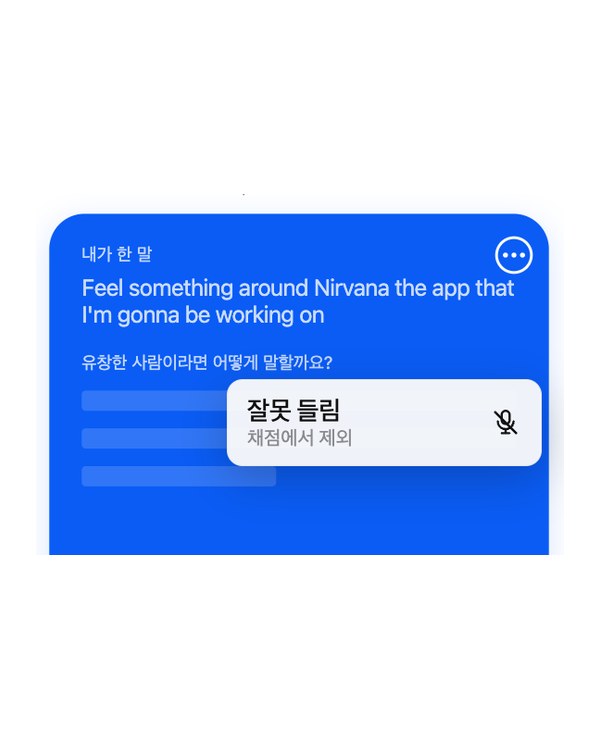 내가 한 말
Feel something around Nirvana the app that
I'm gonna be working on
유창한 사람이라면 어떻게 말할까요?
잘못 들림
채점에서 제외